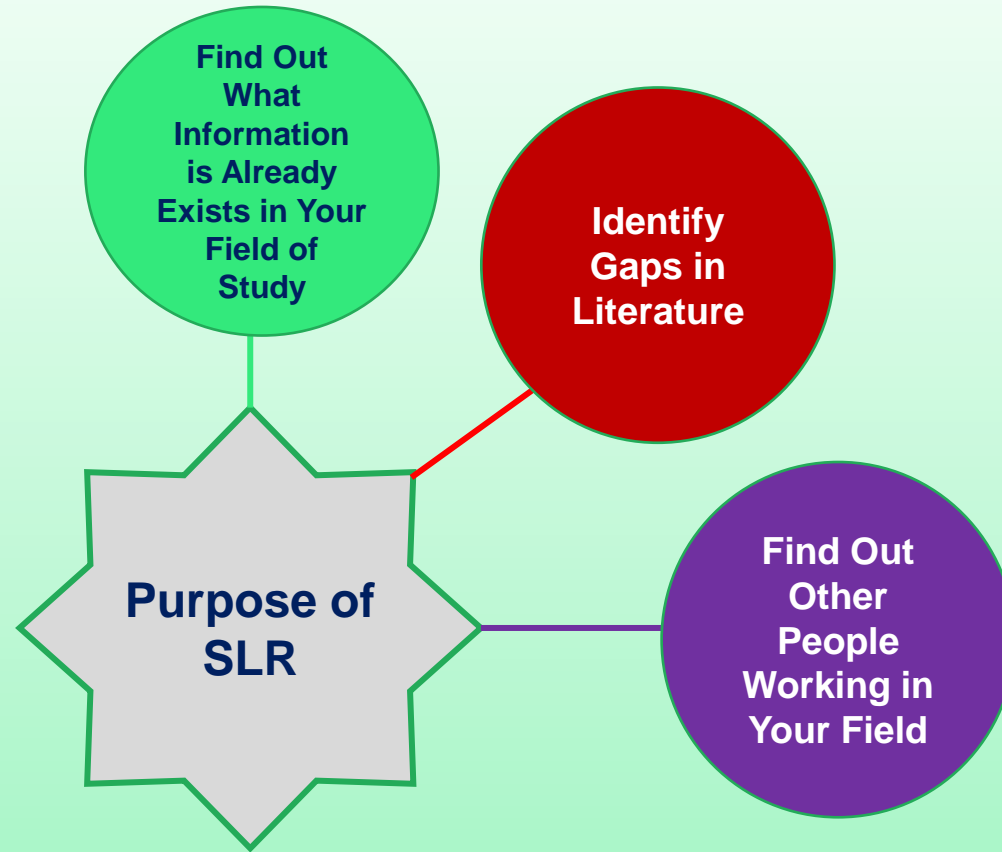 Find Out
What
Information
is Already
Exists in Your
Field of
Study
Identify
Gaps in
Literature
Find Out
Other
People
Working in
Your Field
Purpose of
SLR